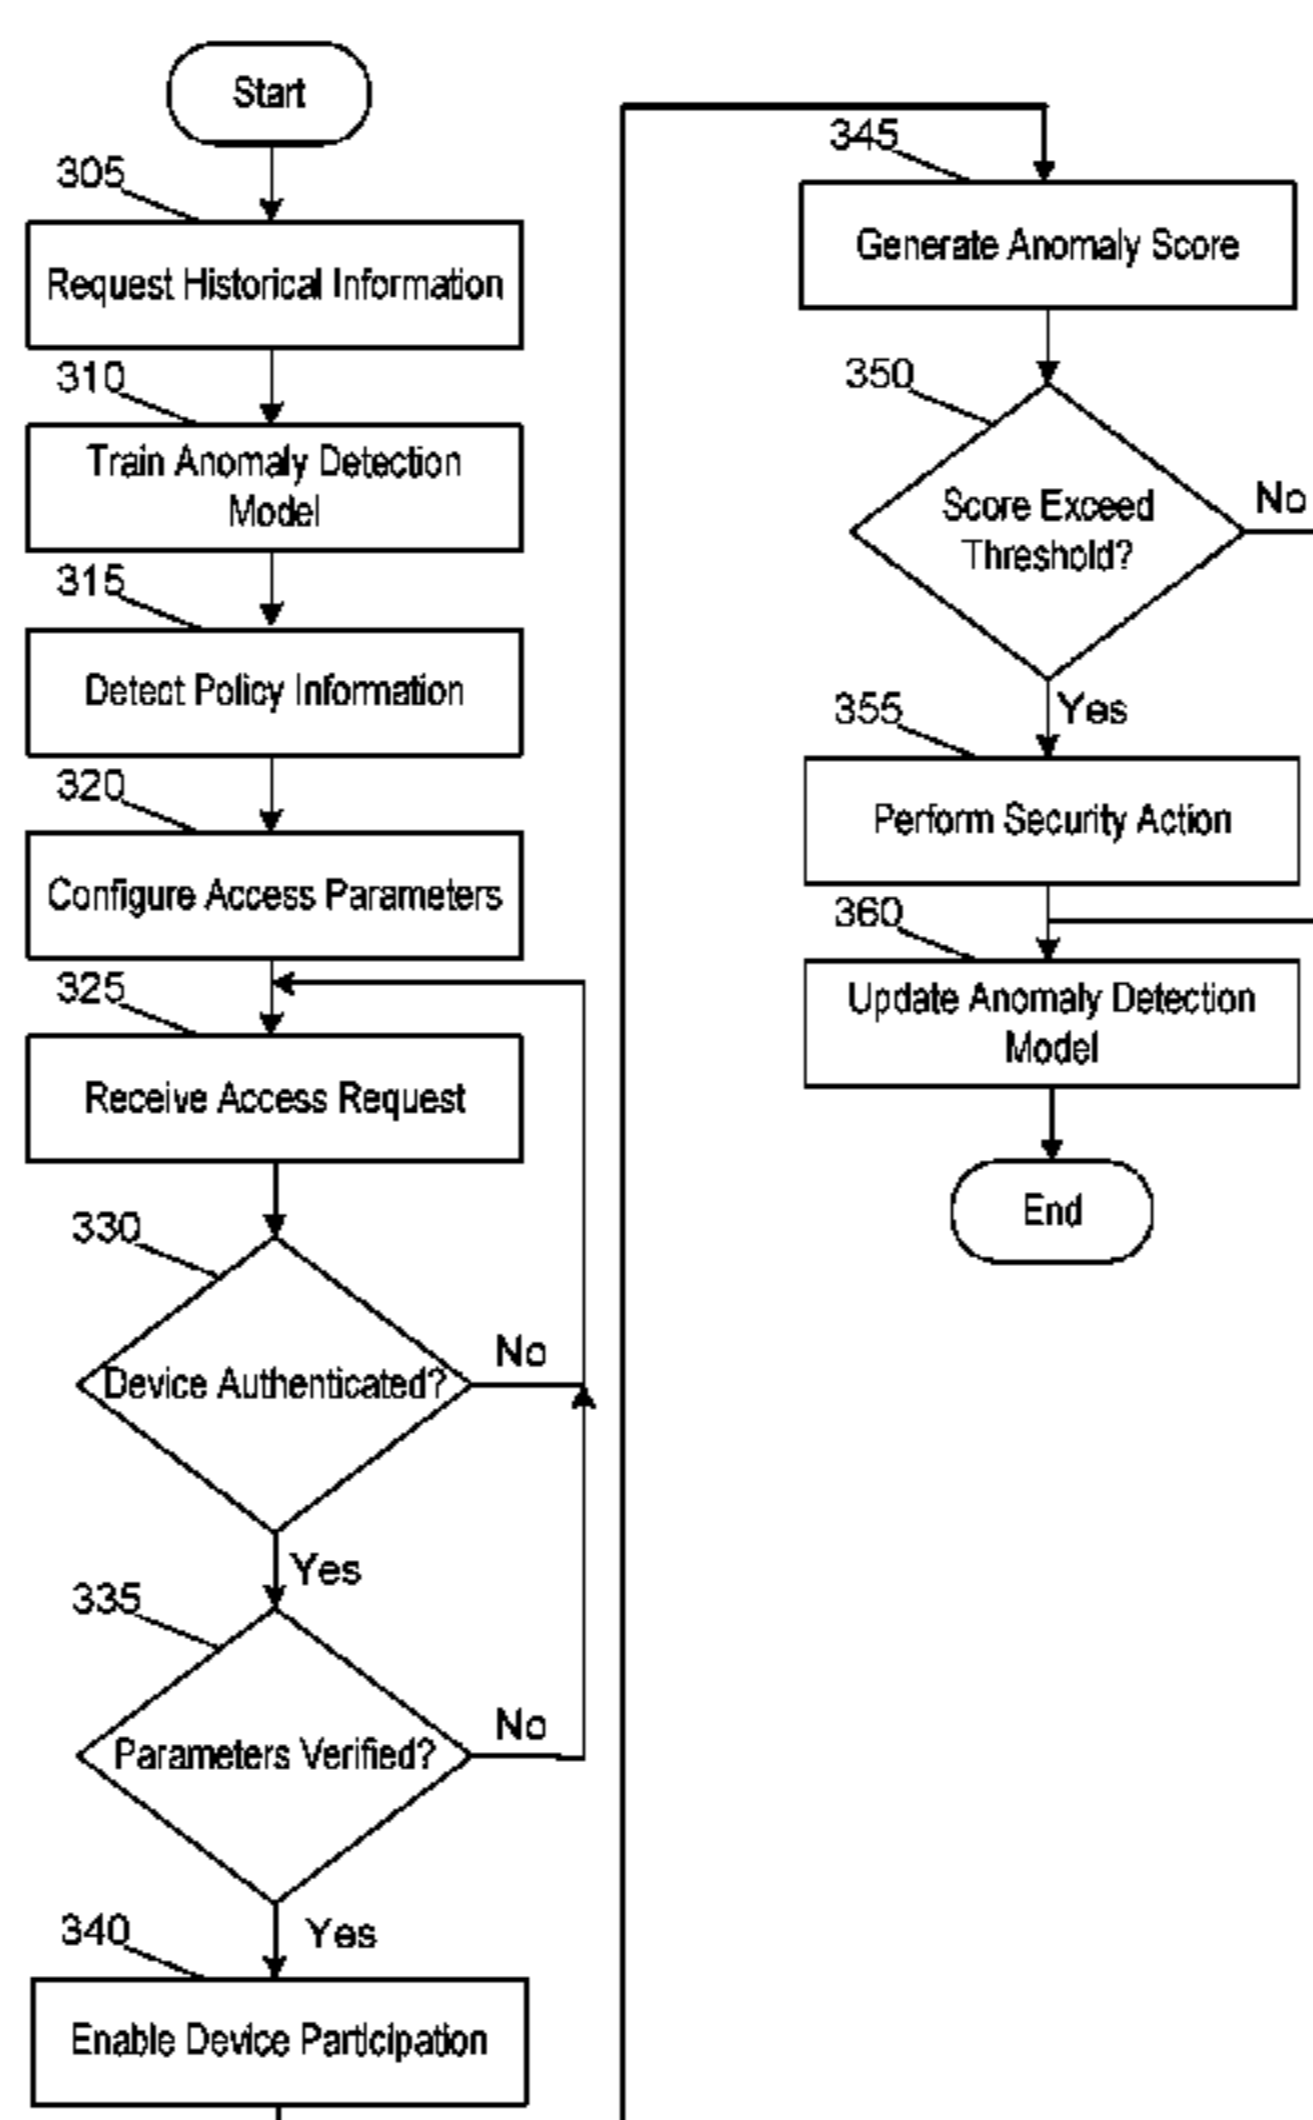 Start
305
Request Historical Information
310
Train Anomaly Detection
Model
315
Detect Policy Information
320
Configure Access Parameters
325
Receive Access Request
330
Device Authenticated?
No
Yes
335
Parameters Verified?
No
Yes
340
Enable Device Participation
345
Generate Anomaly Score
350
Score Exceed
Threshold?
No
Yes
355
Perform Security Action
360
Update Anomaly Detection
Model
End